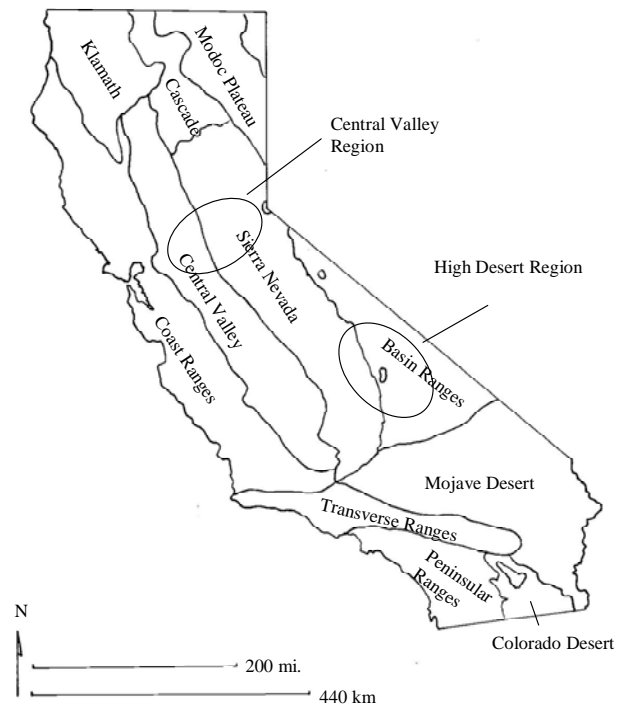 Klamath
Modoc Plateau
Cascade
Central Valley
Region
Sierra Nevada
High Desert Region
Central Valley
Coast Ranges
Basin Ranges
Mojave Desert
Transverse Ranges
Peninsular
Ranges
Colorado Desert
N
200 mi.
440 km